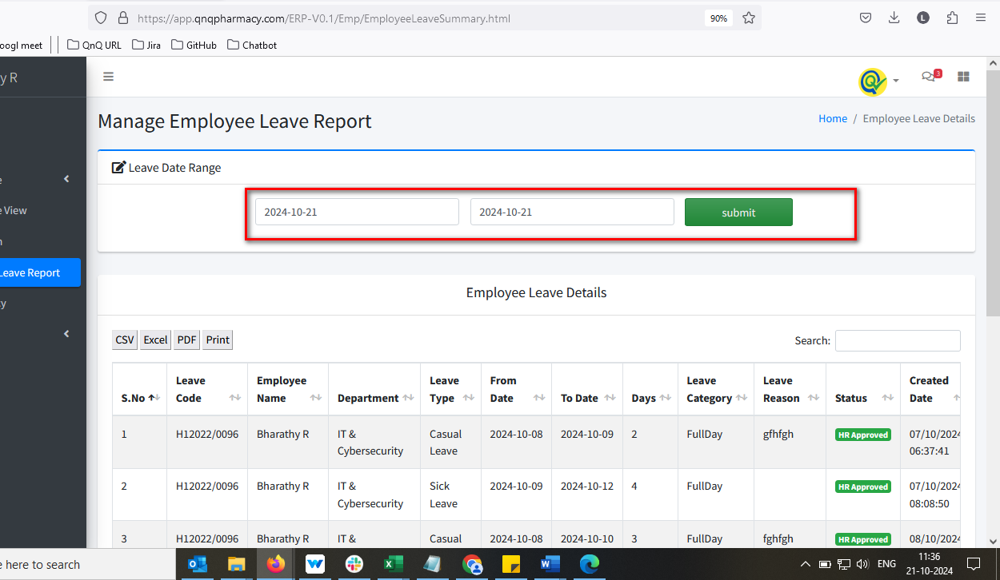 https://app.qnqpharmacy.com/ERP-V0.1/Emp/EmployeeLeaveSummary.html
90%
L
oogl meet
QnQ URL
Jira
GitHub
Chatbot
y R
3
Manage Employee Leave Report
Home / Employee Leave Details
Leave Date Range
e
e View
n
Leave Report
cy
2024-10-21
2024-10-21
submit
Employee Leave Details
CSV Excel PDF Print
Search:
S.No Leave Code Employee Name Department Leave Type From Date To Date Days Leave Category Leave Reason Status Created Date
1 H12022/0096 Bharathy R IT & Cybersecurity Casual Leave 2024-10-08 2024-10-09 2 FullDay gfhfgh HR Approved 07/10/2024 06:37:41
2 H12022/0096 Bharathy R IT & Cybersecurity Sick Leave 2024-10-09 2024-10-12 4 FullDay HR Approved 07/10/2024 08:08:50
3 H12022/0096 Bharathy R IT & Casual 2024-10-08 2024-10-10 3 FullDay fghfgh HR Approved 08/10/2024
e here to search
ENG
11:36
21-10-2024